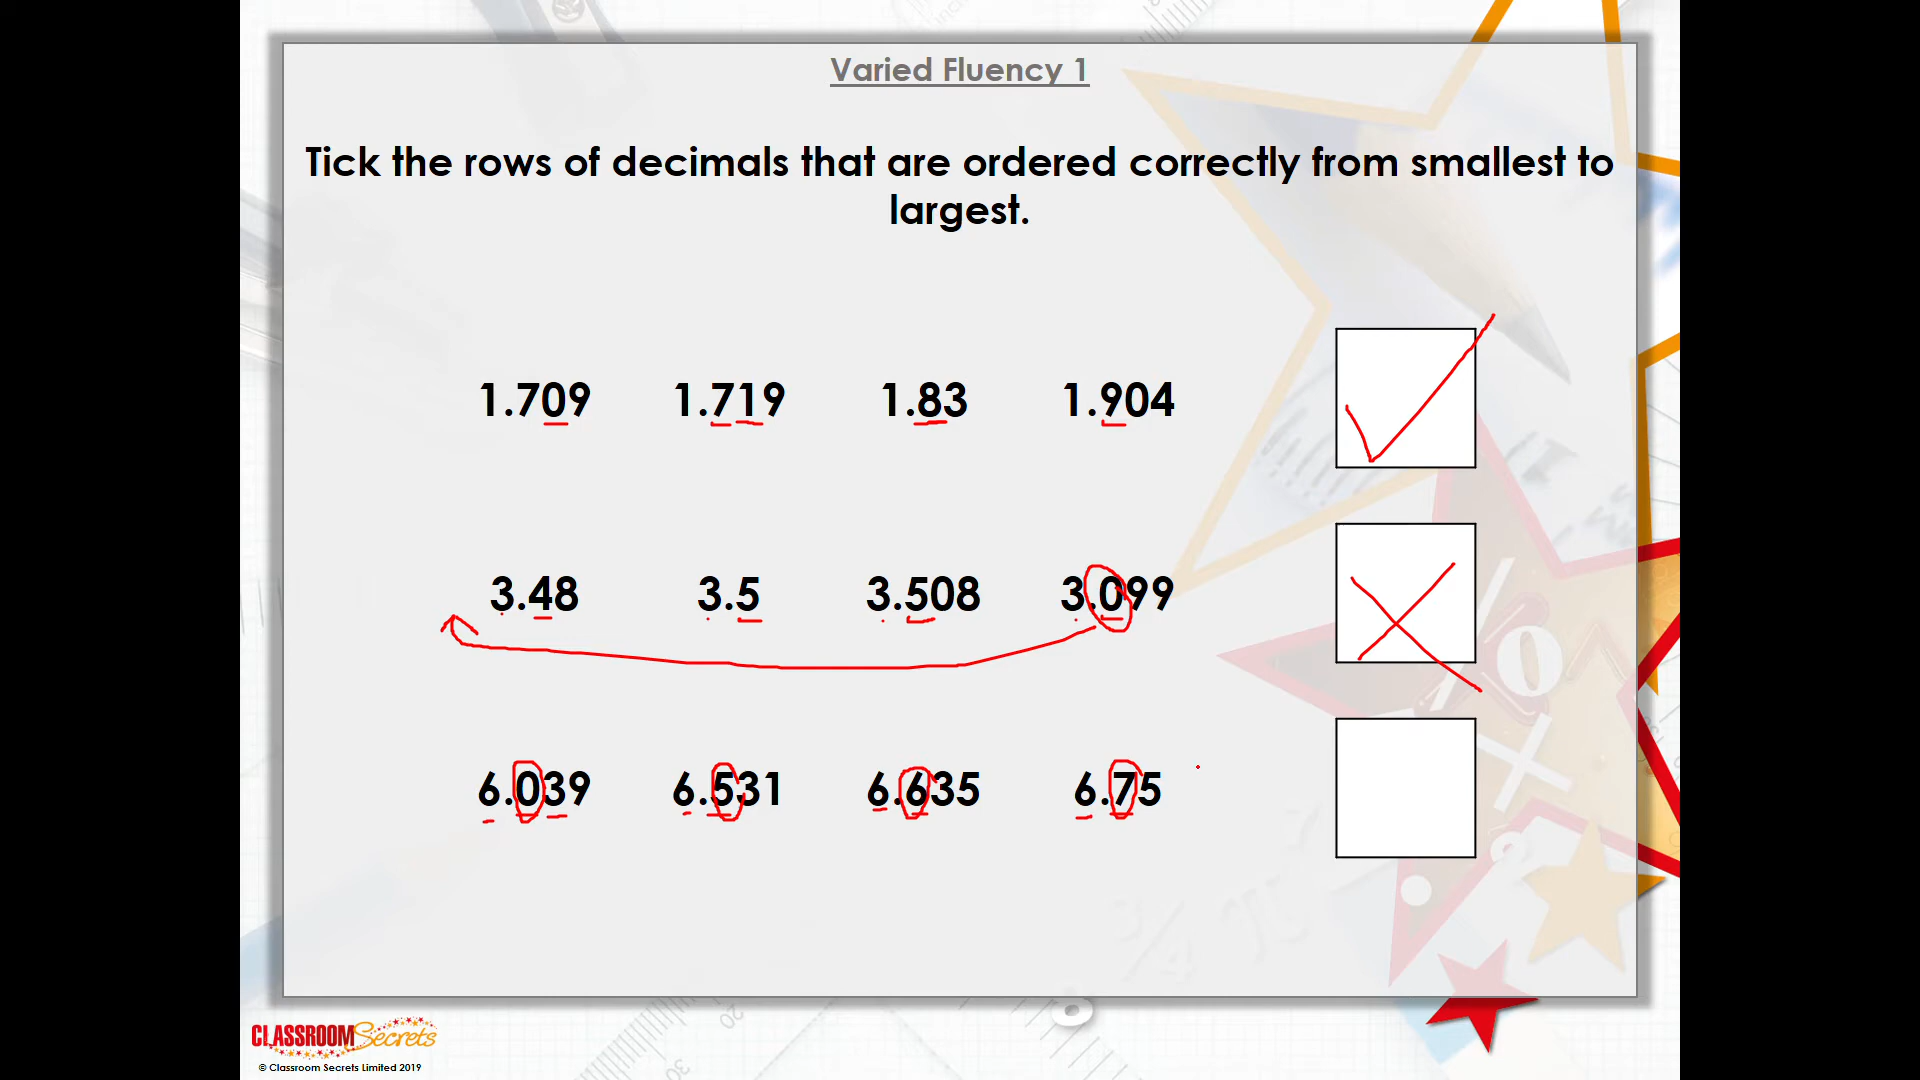 Varied Fluency 1
Tick the rows of decimals that are ordered correctly from smallest to
largest.
1.709 1.719 1.83 1.904
3.48 3.5 3.508 3.099
6.039 6.531 6.635 6.75
CLASSROOM Secrets
© Classroom Secrets Limited 2019